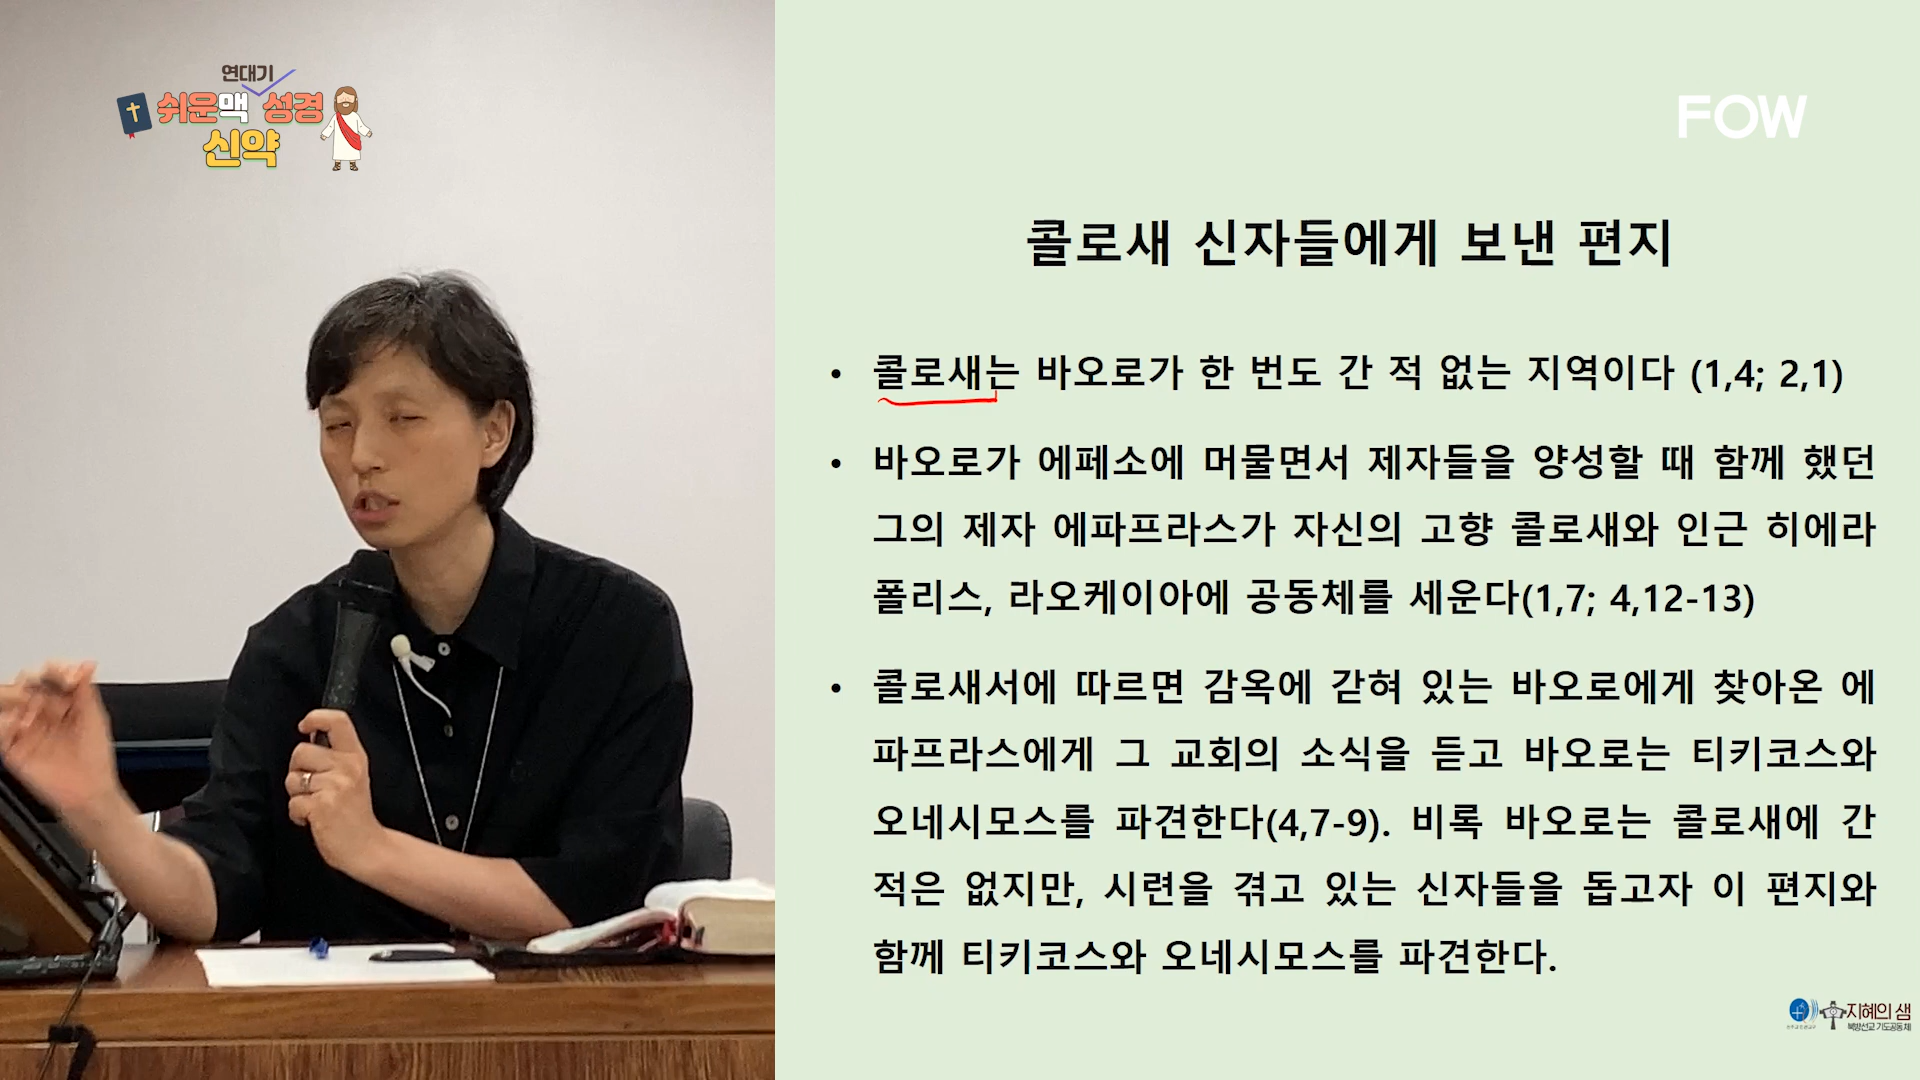 연대기
쉬운맥 성경
신약
FOW
콜로새 신자들에게 보낸 편지
• 콜로새는 바오로가 한 번도 간 적 없는 지역이다 (1,4; 2,1)
• 바오로가 에페소에 머물면서 제자들을 양성할 때 함께 했던
그의 제자 에파프라스가 자신의 고향 콜로새와 인근 히에라
폴리스, 라오케이아에 공동체를 세운다(1,7; 4,12-13)
• 콜로새서에 따르면 감옥에 갇혀 있는 바오로에게 찾아온 에
파프라스에게 그 교회의 소식을 듣고 바오로는 티키코스와
오네시모스를 파견한다(4,7-9). 비록 바오로는 콜로새에 간
적은 없지만, 시련을 겪고 있는 신자들을 돕고자 이 편지와
함께 티키코스와 오네시모스를 파견한다.
지혜의 샘
북방선교 기도공동체